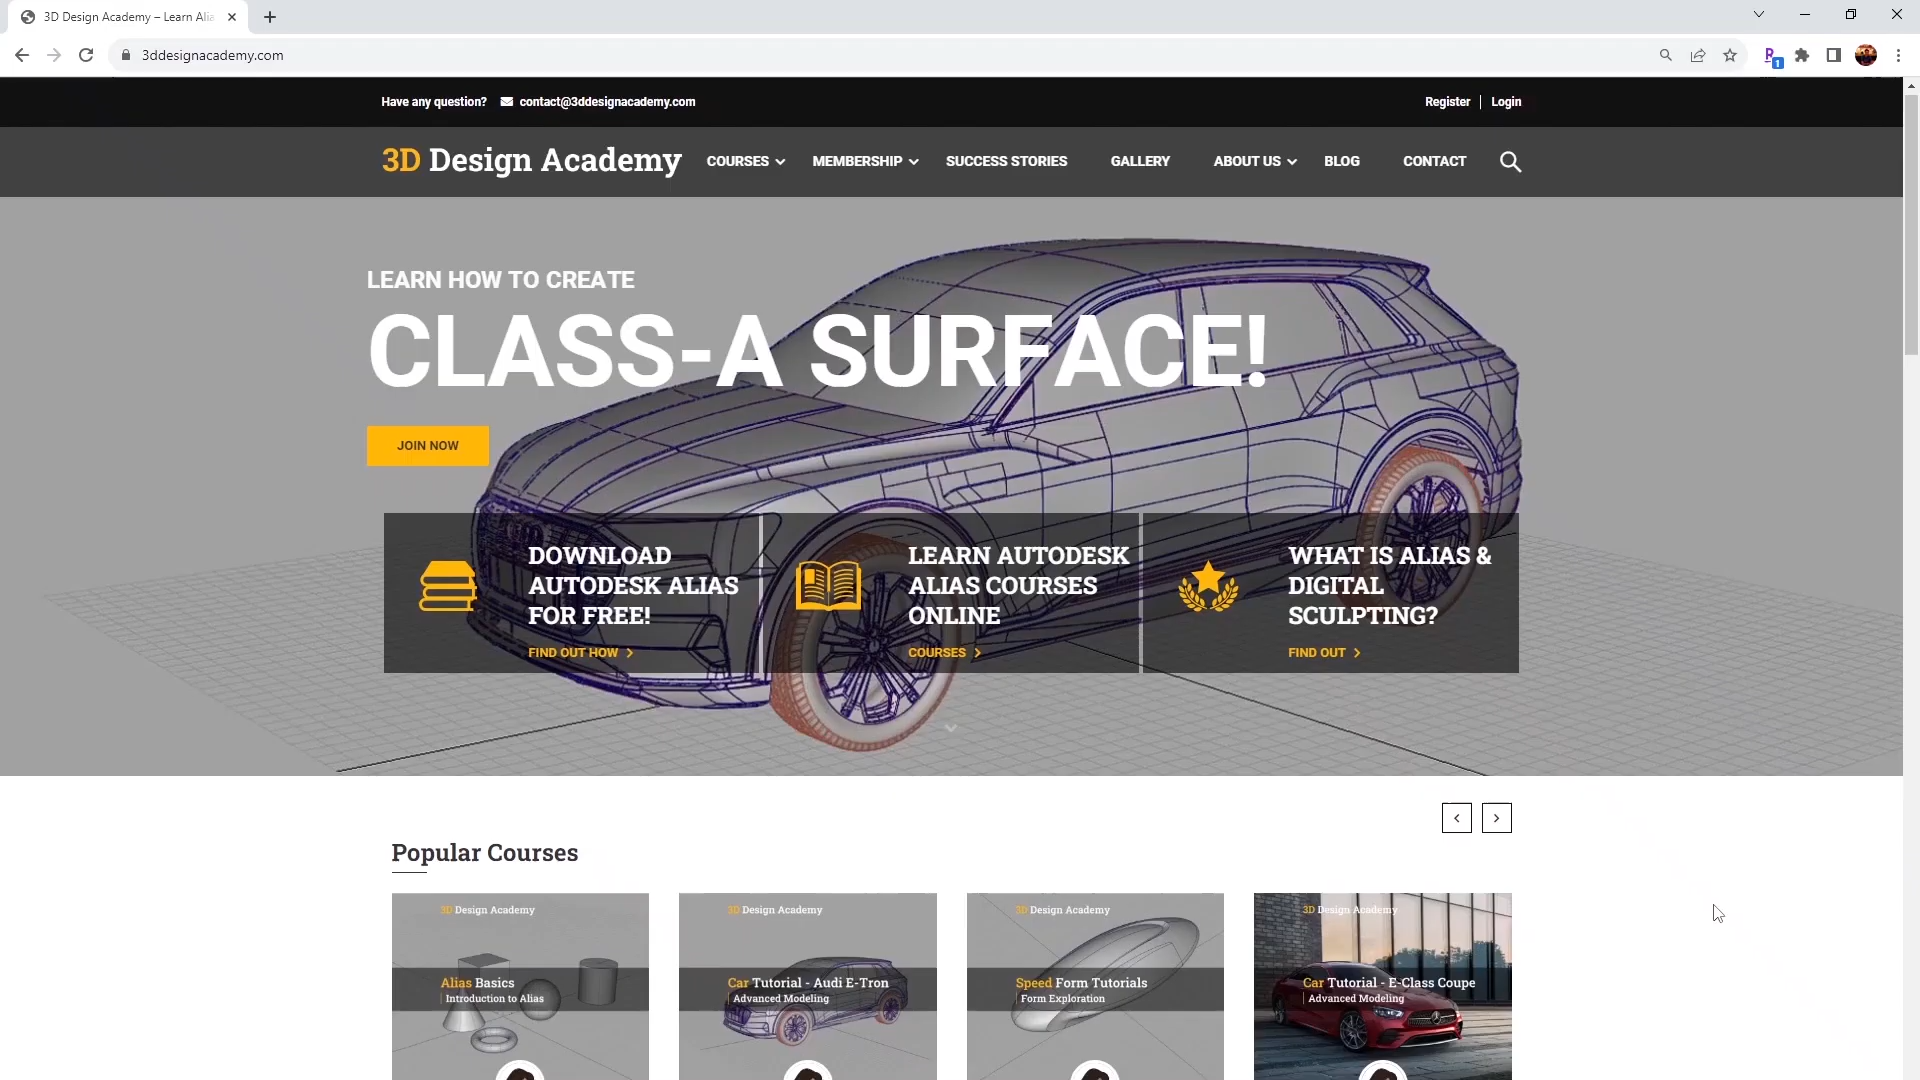 3D Design Academy – Learn Alia
3ddesignacademy.com
Have any question? contact@3ddesignacademy.com Register Login
3D Design Academy COURSES MEMBERSHIP SUCCESS STORIES GALLERY ABOUT US BLOG CONTACT
LEARN HOW TO CREATE
CLASS-A SURFACE!
JOIN NOW
DOWNLOAD
AUTODESK ALIAS
FOR FREE!
FIND OUT HOW
LEARN AUTODESK
ALIAS COURSES
ONLINE
COURSES
WHAT IS ALIAS &
DIGITAL
SCULPTING?
FIND OUT
Popular Courses
3D Design Academy
Alias Basics
Introduction to Alias
3D Design Academy
Car Tutorial - Audi E-Tron
Advanced Modeling
3D Design Academy
Speed Form Tutorials
Form Exploration
3D Design Academy
Car Tutorial - E-Class Coupe
Advanced Modeling